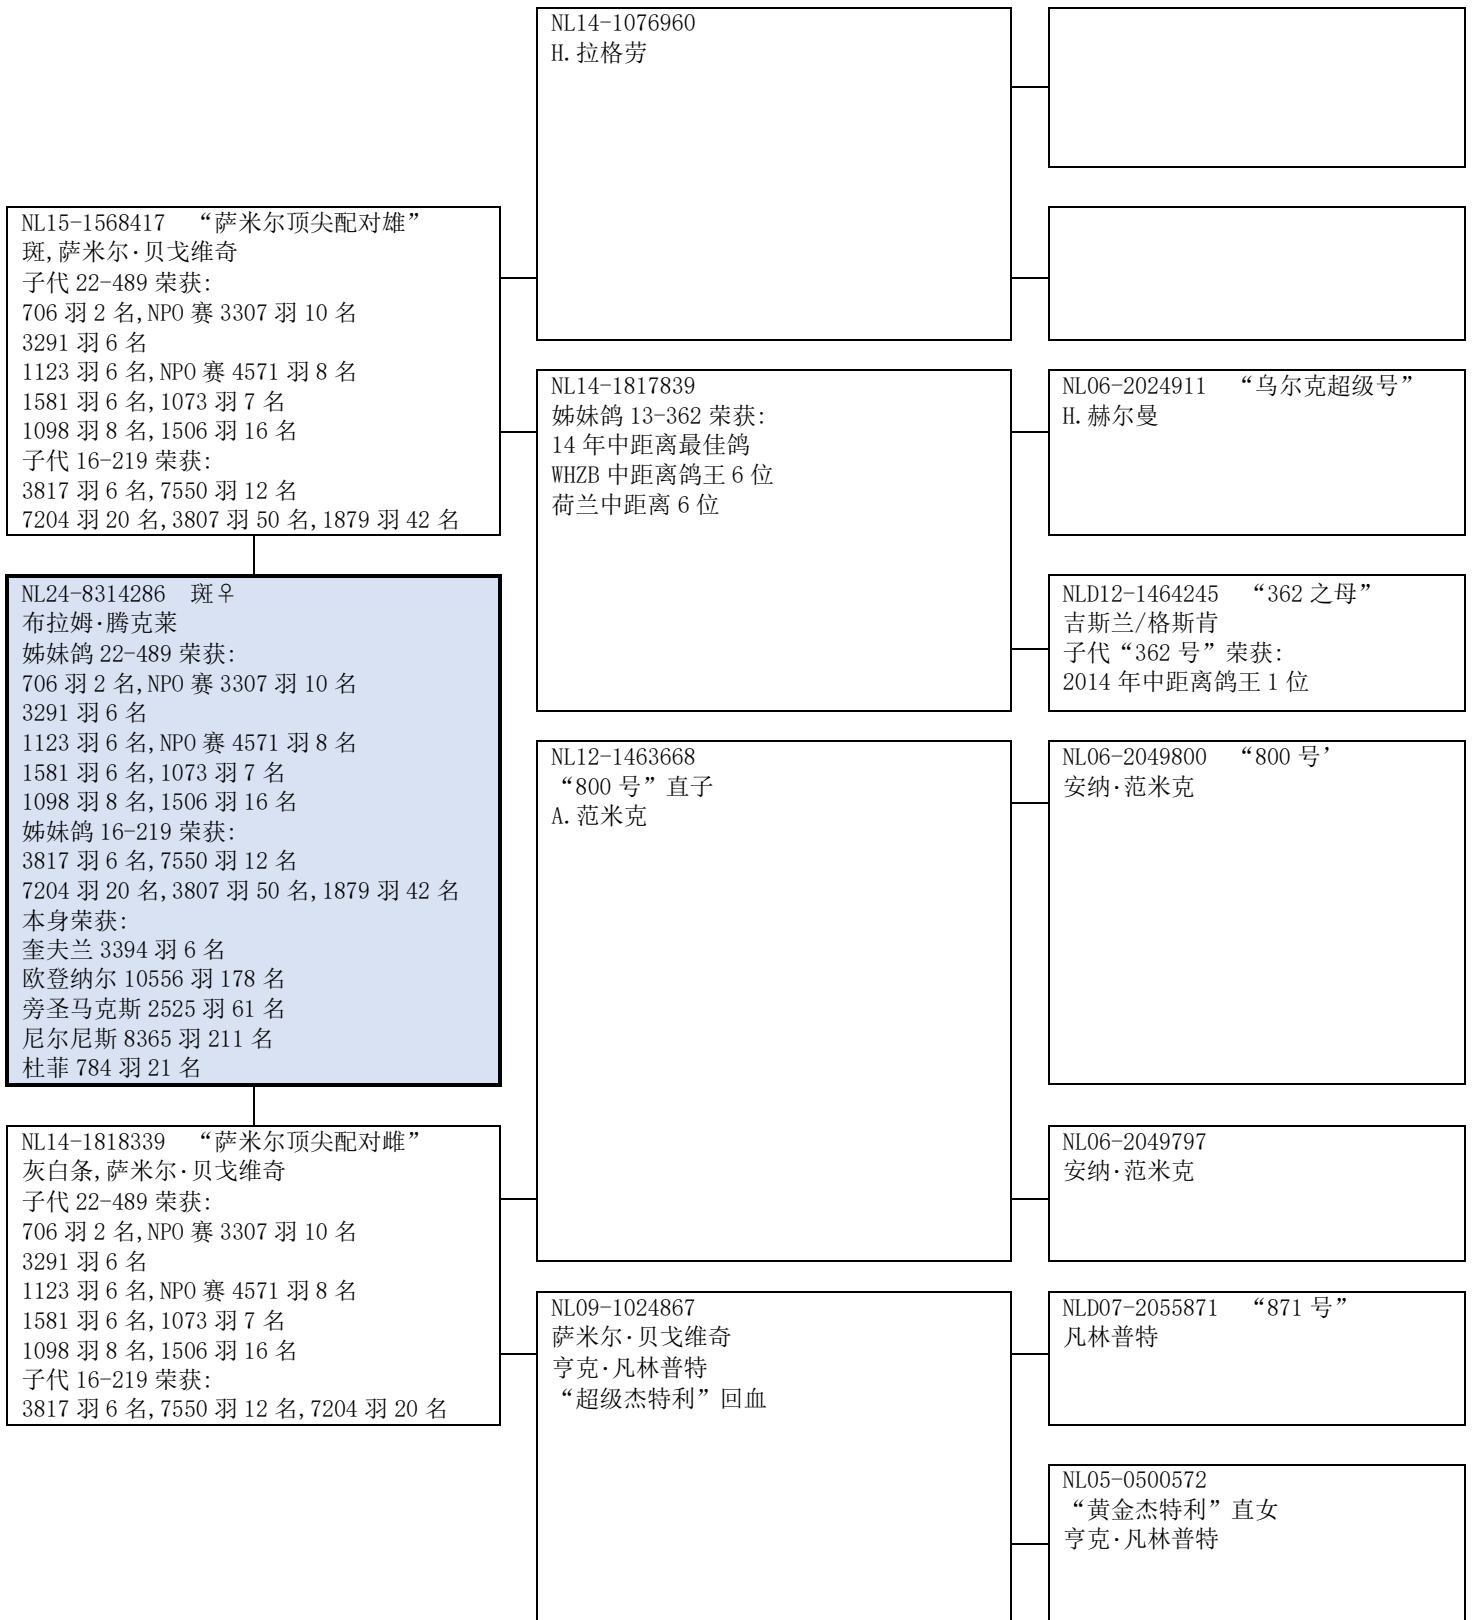 NL15-1568417 “萨米尔顶尖配对雄”
斑,萨米尔·贝戈维奇
子代 22-489 荣获:
706 羽 2 名,NPO 赛 3307 羽 10 名
3291 羽 6 名
1123 羽 6 名,NPO 赛 4571 羽 8 名
1581 羽 6 名,1073 羽 7 名
1098 羽 8 名,1506 羽 16 名
子代 16-219 荣获:
3817 羽 6 名,7550 羽 12 名
7204 羽 20 名,3807 羽 50 名,1879 羽 42 名
NL24-8314286 斑♀
布拉姆·腾克莱
姊妹鸽 22-489 荣获:
706 羽 2 名,NPO 赛 3307 羽 10 名
3291 羽 6 名
1123 羽 6 名,NPO 赛 4571 羽 8 名
1581 羽 6 名,1073 羽 7 名
1098 羽 8 名,1506 羽 16 名
姊妹鸽 16-219 荣获:
3817 羽 6 名,7550 羽 12 名
7204 羽 20 名,3807 羽 50 名,1879 羽 42 名
本身荣获:
奎夫兰 3394 羽 6 名
欧登纳尔 10556 羽 178 名
旁圣马克斯 2525 羽 61 名
尼尔尼斯 8365 羽 211 名
杜菲 784 羽 21 名
NL14-1818339 “萨米尔顶尖配对雌”
灰白条,萨米尔·贝戈维奇
子代 22-489 荣获:
706 羽 2 名,NPO 赛 3307 羽 10 名
3291 羽 6 名
1123 羽 6 名,NPO 赛 4571 羽 8 名
1581 羽 6 名,1073 羽 7 名
1098 羽 8 名,1506 羽 16 名
子代 16-219 荣获:
3817 羽 6 名,7550 羽 12 名,7204 羽 20 名
NL14-1076960
H.拉格劳
NL14-1817839
姊妹鸽 13-362 荣获:
14 年中距离最佳鸽
WHZB 中距离鸽王 6 位
荷兰中距离 6 位
NL12-1463668
“800 号”直子
A.范米克
NL09-1024867
萨米尔·贝戈维奇
亨克·凡林普特
“超级杰特利”回血
NL06-2024911 “乌尔克超级号”
H.赫尔曼
NLD12-1464245 “362 之母”
吉斯兰/格斯肯
子代“362 号”荣获:
2014 年中距离鸽王 1 位
NL06-2049800 “800 号’
安纳·范米克
NL06-2049797
安纳·范米克
NLD07-2055871 “871 号”
凡林普特
NL05-0500572
“黄金杰特利”直女
亨克·凡林普特